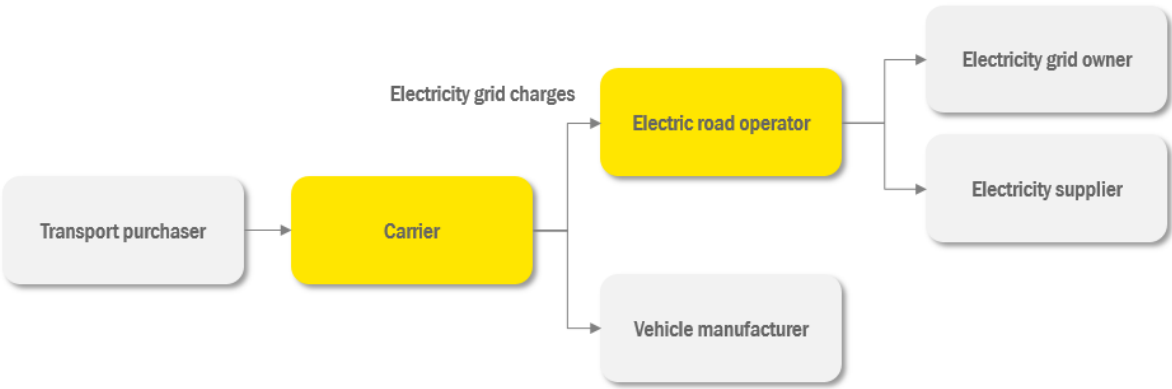 Electricity grid owner
Electricity grid charges
Electric road operator
Electricity supplier
Transport purchaser
Carrier
Vehicle manufacturer